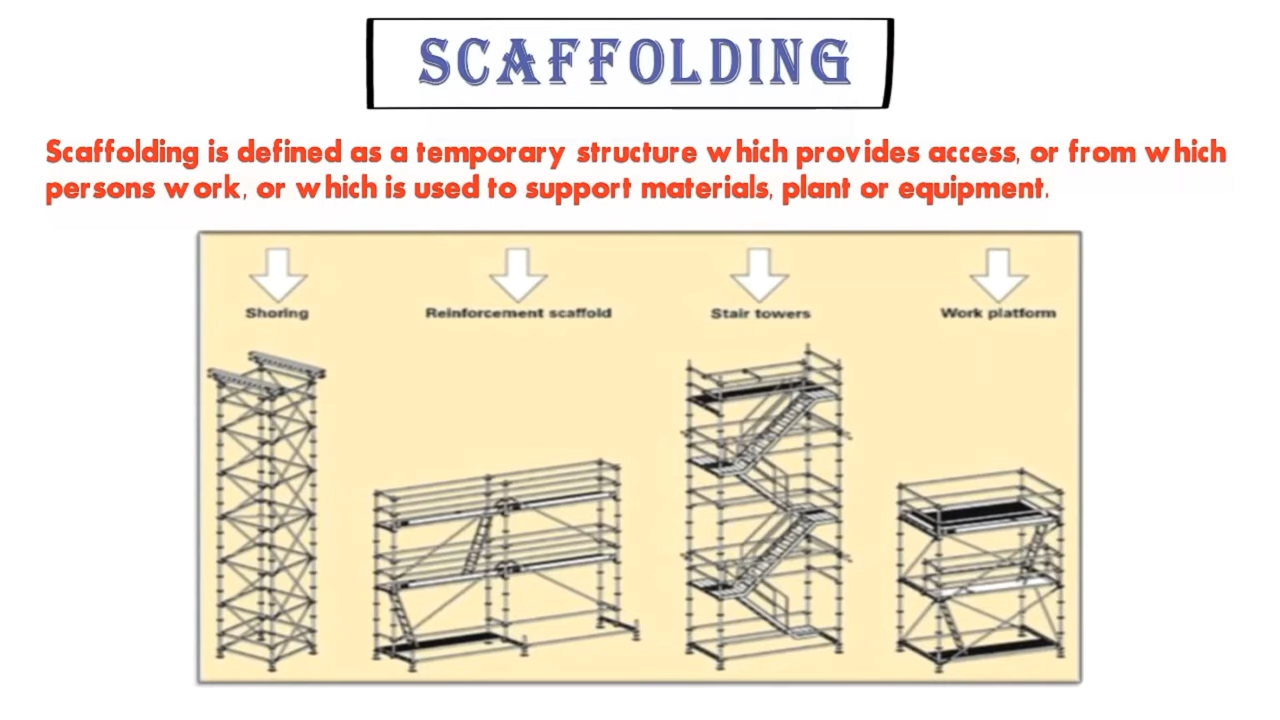 SCAFFOLDING
Scaffolding is defined as a temporary structure which provides access, or from which
persons work, or which is used to support materials, plant or equipment.
Shoring Reinforcement scaffold Stair towers Work platform